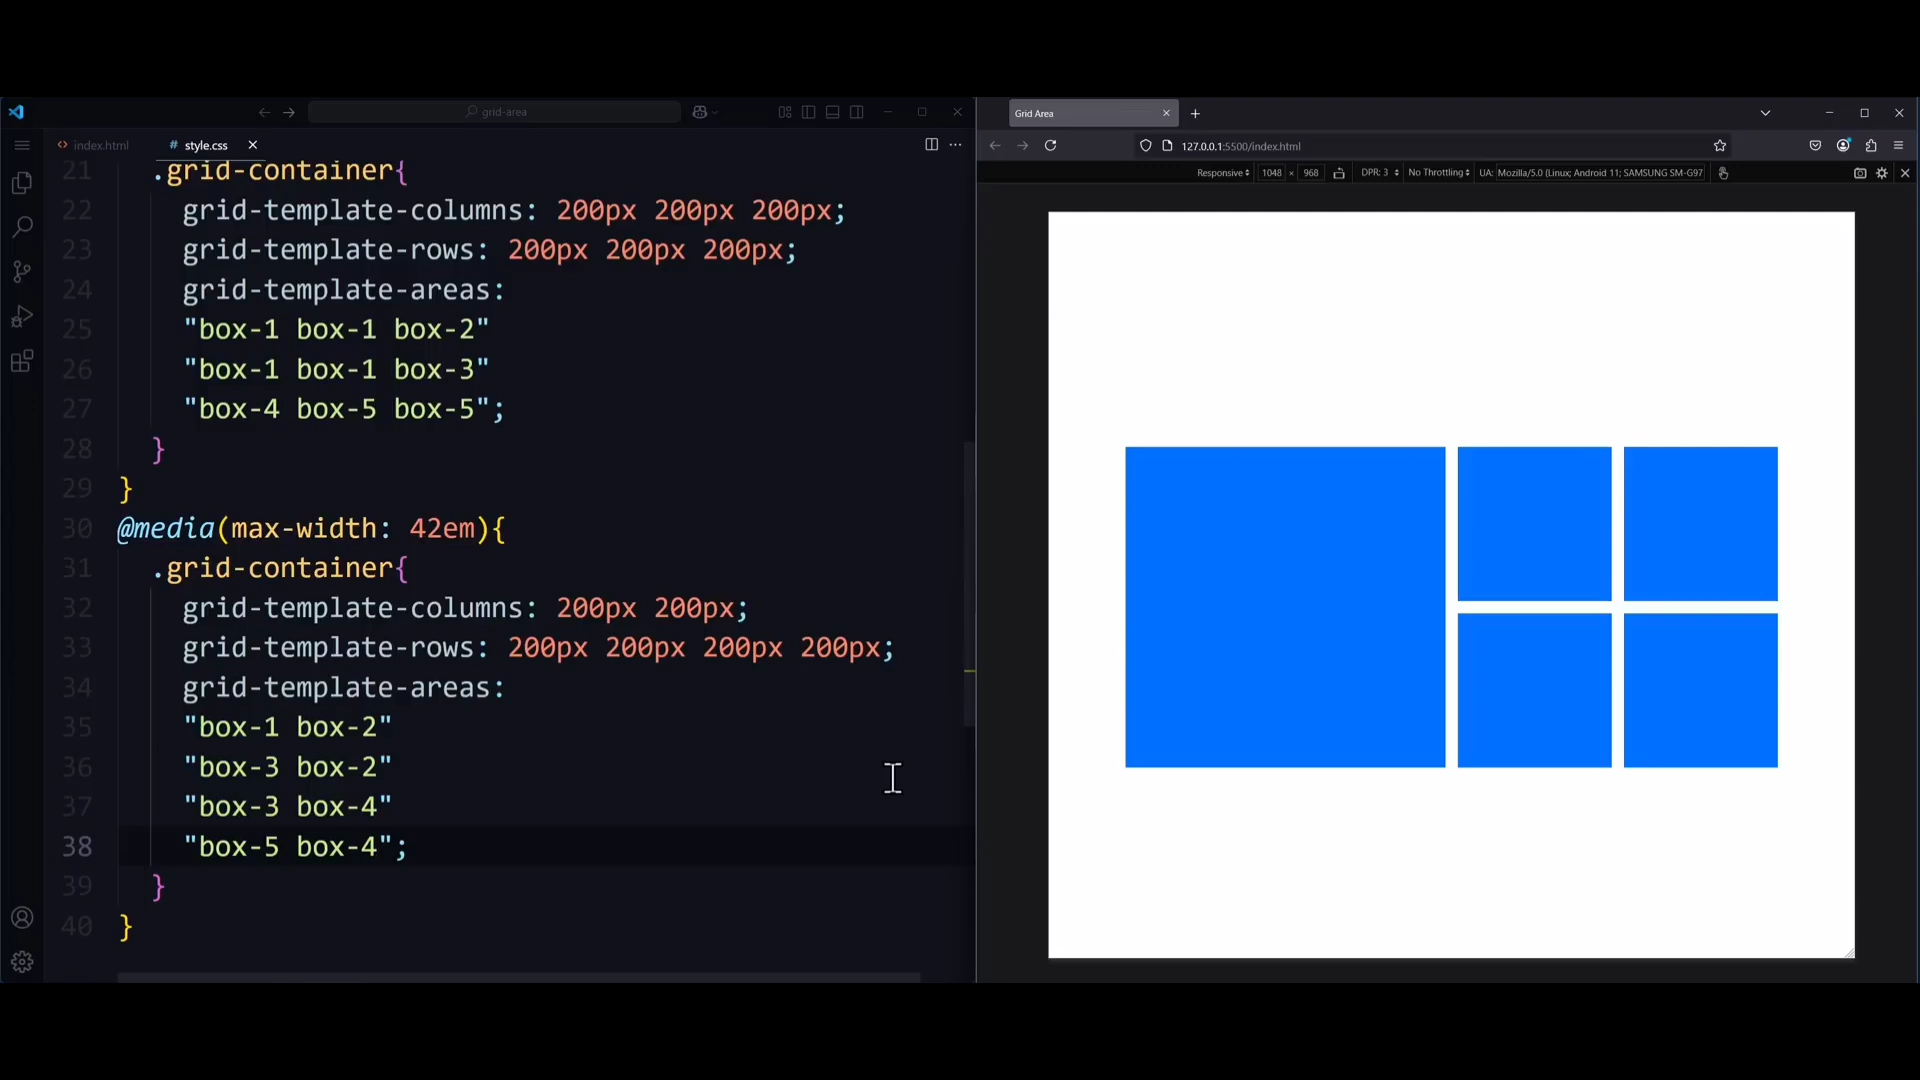 grid-area
index.html
# style.css
21 .grid-container{
22 grid-template-columns: 200px 200px 200px;
23 grid-template-rows: 200px 200px 200px;
24 grid-template-areas:
25 "box-1 box-1 box-2"
26 "box-1 box-1 box-3"
27 "box-4 box-5 box-5";
28 }
29 }
30 @media(max-width: 42em){
31 .grid-container{
32 grid-template-columns: 200px 200px;
33 grid-template-rows: 200px 200px 200px 200px;
34 grid-template-areas:
35 "box-1 box-2"
36 "box-3 box-2"
37 "box-3 box-4"
38 "box-5 box-4";
39 }
40 }
Grid Area
127.0.0.1:5500/index.html
Responsive 1048 × 968 DPR: 3 No Throttling UA: Mozilla/5.0 (Linux; Android 11; SAMSUNG SM-G97